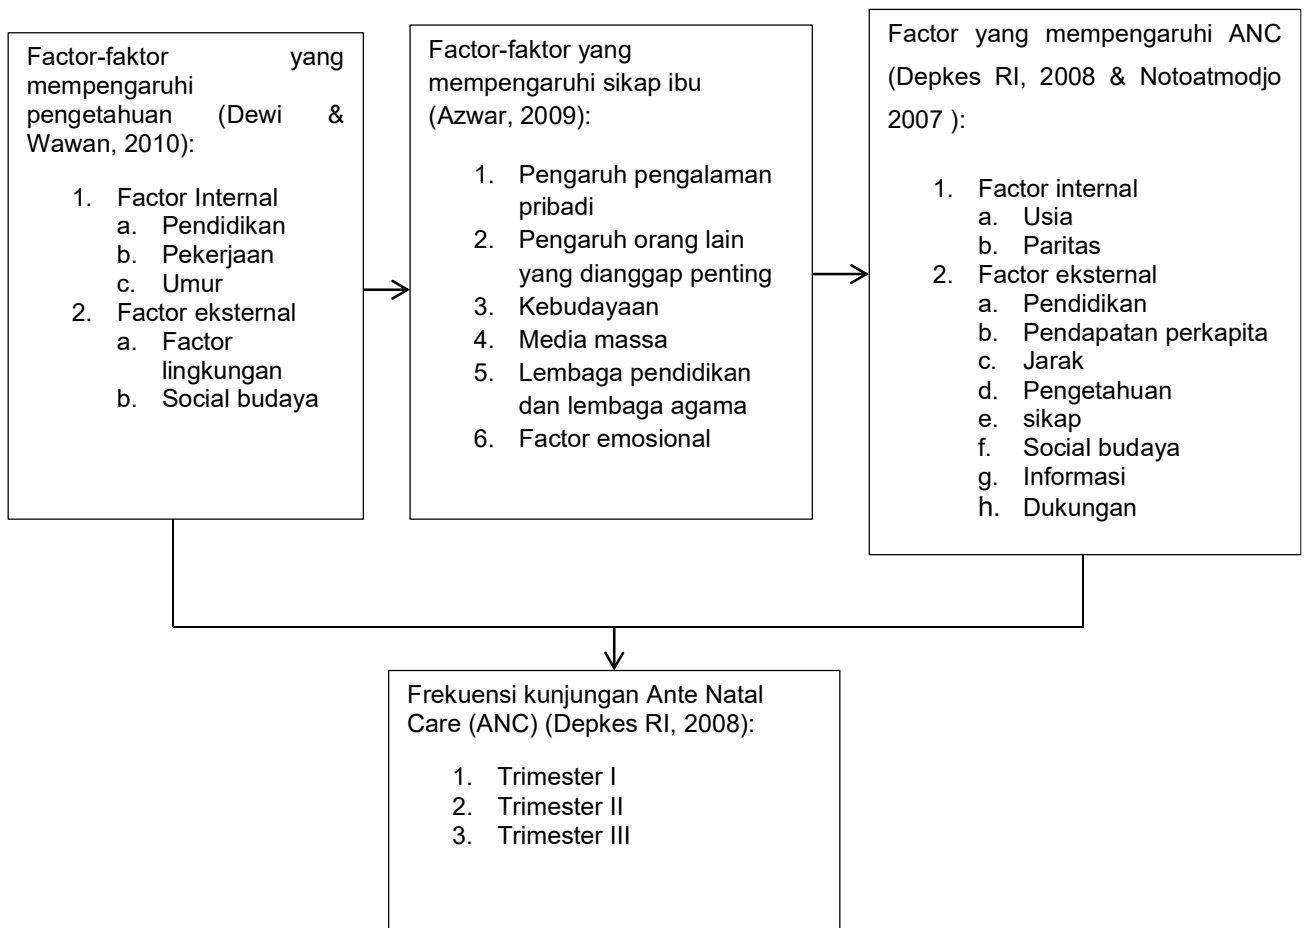 Factor-faktor yang
mempengaruhi
pengetahuan (Dewi &
Wawan, 2010):
1. Factor Internal
a. Pendidikan
b. Pekerjaan
c. Umur
2. Factor eksternal
a. Factor
lingkungan
b. Social budaya
Factor-faktor yang
mempengaruhi sikap ibu
(Azwar, 2009):
1. Pengaruh pengalaman
pribadi
2. Pengaruh orang lain
yang dianggap penting
3. Kebudayaan
4. Media massa
5. Lembaga pendidikan
dan lembaga agama
6. Factor emosional
Factor yang mempengaruhi ANC
(Depkes RI, 2008 & Notoatmodjo
2007 ):
1. Factor internal
a. Usia
b. Paritas
2. Factor eksternal
a. Pendidikan
b. Pendapatan perkapita
c. Jarak
d. Pengetahuan
e. sikap
f. Social budaya
g. Informasi
h. Dukungan
Frekuensi kunjungan Ante Natal
Care (ANC) (Depkes RI, 2008):
1. Trimester I
2. Trimester II
3. Trimester III